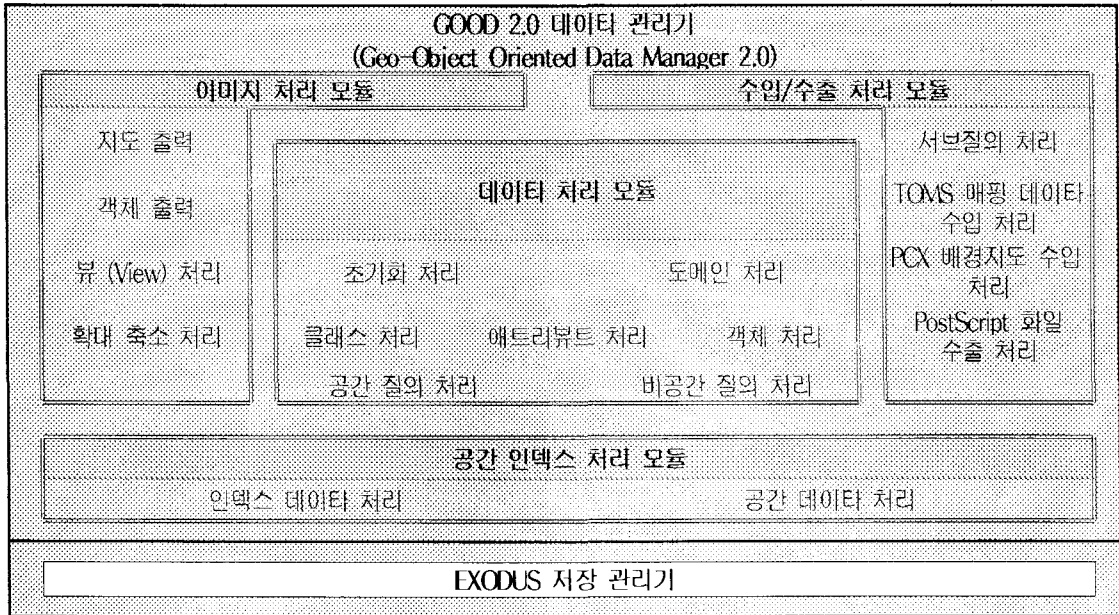 GOOD 2.0 데이타 관리기
(Geo-Object Oriented Data Manager 2.0)
이미지 처리 모듈
지도 출력
객체 출력
뷰 (View) 처리
확대 축소 처리
데이타 처리 모듈
초기화 처리 도메인 처리
클래스 처리 애트리뷰트 처리 객체 처리
공간 질의 처리 비공간 질의 처리
수입/수출 처리 모듈
서브질의 처리
TOMS 매핑 데이타
수입 처리
PCX 배경지도 수입
처리
PostScript 화일
수출 처리
공간 인덱스 처리 모듈
인덱스 데이타 처리 공간 데이타 처리
EXODUS 저장 관리기